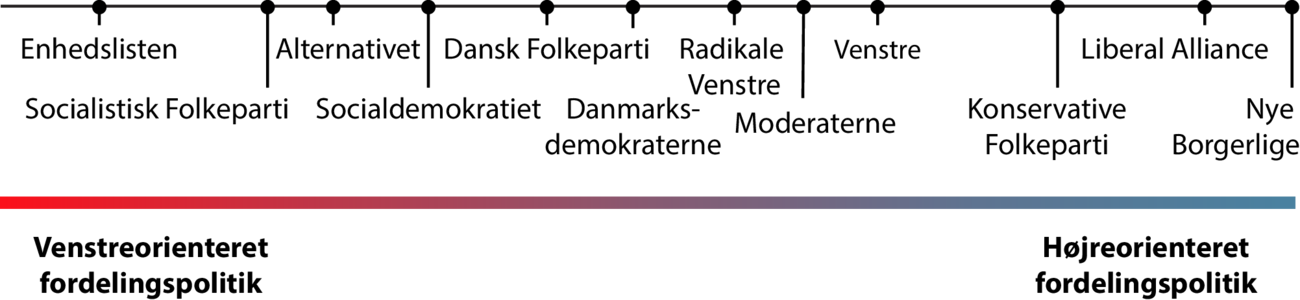 Enhedslisten
Alternativet
Dansk Folkeparti
Radikale
Venstre
Venstre
Liberal Alliance
Socialistisk Folkeparti
Socialdemokratiet
Danmarks-
demokraterne
Moderaterne
Konservative
Folkeparti
Nye
Borgerlige
Venstreorienteret
fordelingspolitik
Højreorienteret
fordelingspolitik